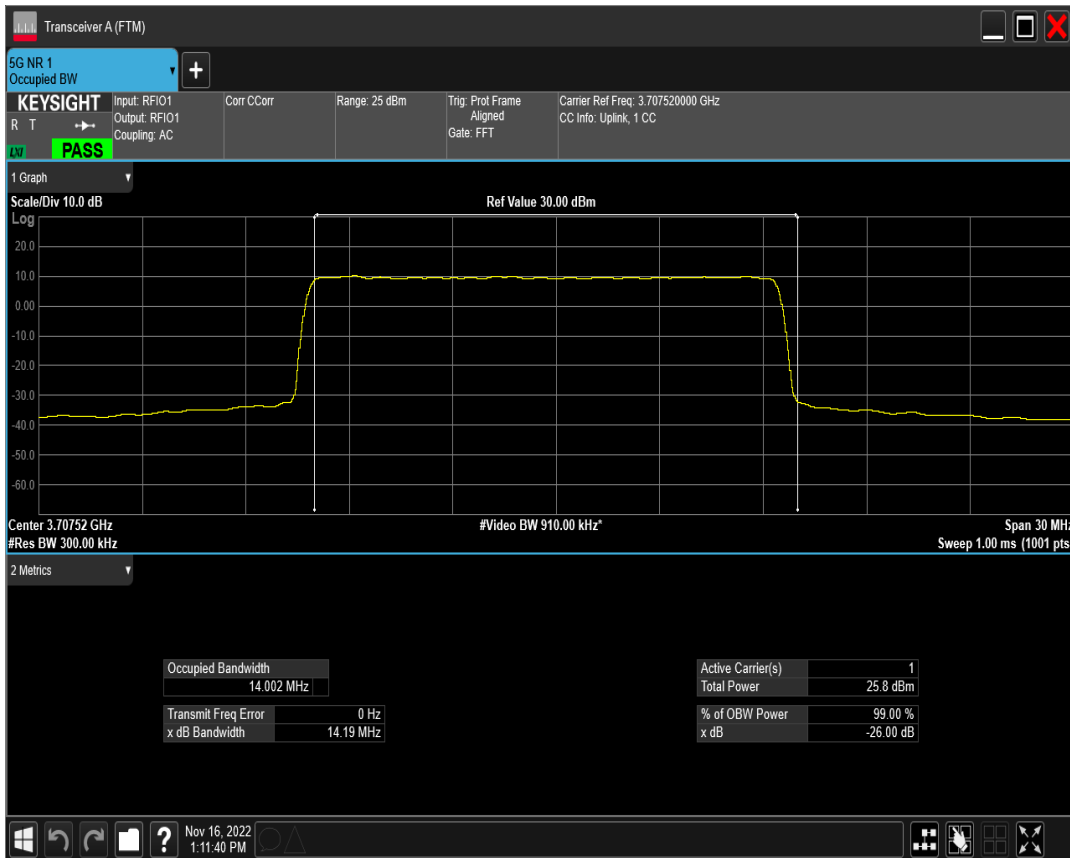 Transceiver A (FTM)
5G NR 1
Occupied BW
+
KEYSIGHT
R T
LXI
PASS
Input: RFIO1
Output: RFIO1
Coupling: AC
Corr CCorr
Range: 25 dBm
Trig: Prot Frame
Aligned
Gate: FFT
Carrier Ref Freq: 3.707520000 GHz
CC Info: Uplink, 1 CC
1 Graph
Scale/Div 10.0 dB
Ref Value 30.00 dBm
Log
20.0
10.0
0.00
-10.0
-20.0
-30.0
-40.0
-50.0
-60.0
Center 3.70752 GHz
#Video BW 910.00 kHz*
Span 30 MHz
#Res BW 300.00 kHz
Sweep 1.00 ms (1001 pts
2 Metrics
Occupied Bandwidth
14.002 MHz
Transmit Freq Error 0 Hz
x dB Bandwidth 14.19 MHz
Active Carrier(s) 1
Total Power 25.8 dBm
% of OBW Power 99.00 %
x dB -26.00 dB
?
Nov 16, 2022
1:11:40 PM